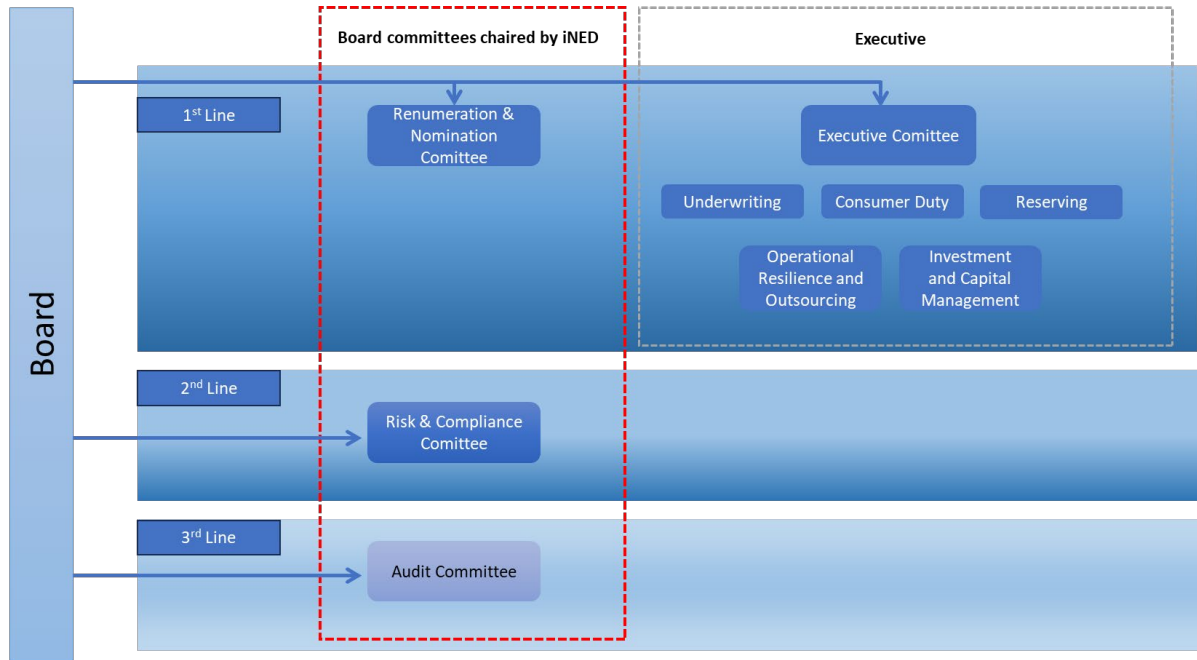 Board committees chaired by iNED
Executive
Board
1st Line
Renumeration &
Nomination
Comittee
Executive Comittee
Underwriting
Consumer Duty
Reserving
Operational
Resilience and
Outsourcing
Investment
and Capital
Management
2nd Line
Risk & Compliance
Comittee
3rd Line
Audit Committee